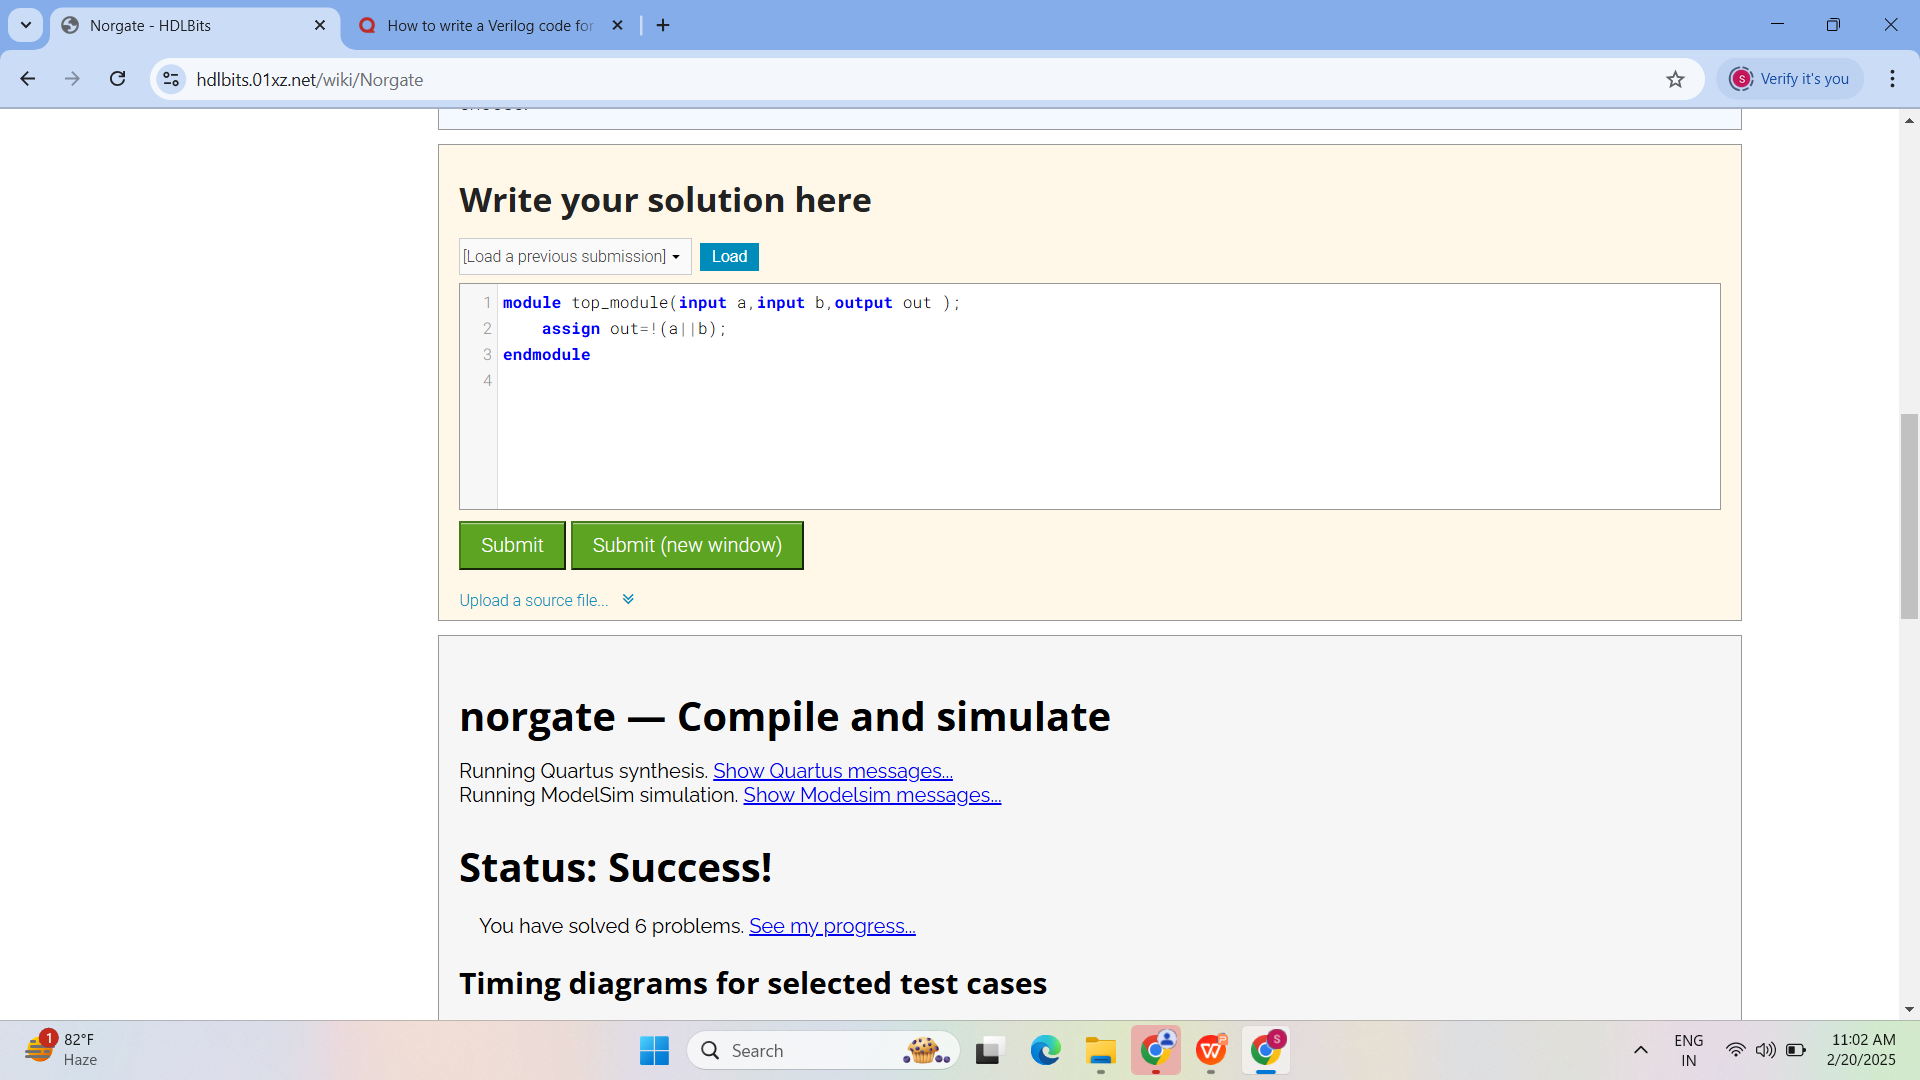 Norgate - HDLBits
How to write a Verilog code for
hdlbits.01xz.net/wiki/Norgate
S
Verify it's you
Write your solution here
[Load a previous submission]
Load
1 module top_module(input a,input b,output out );
2 assign out=!(a||b);
3 endmodule
4
Submit
Submit (new window)
Upload a source file...
norgate — Compile and simulate
Running Quartus synthesis. Show Quartus messages...
Running ModelSim simulation. Show Modelsim messages...
Status: Success!
You have solved 6 problems. See my progress...
Timing diagrams for selected test cases
1
82°F
Haze
Search
W
P
S
ENG
IN
11:02 AM
2/20/2025